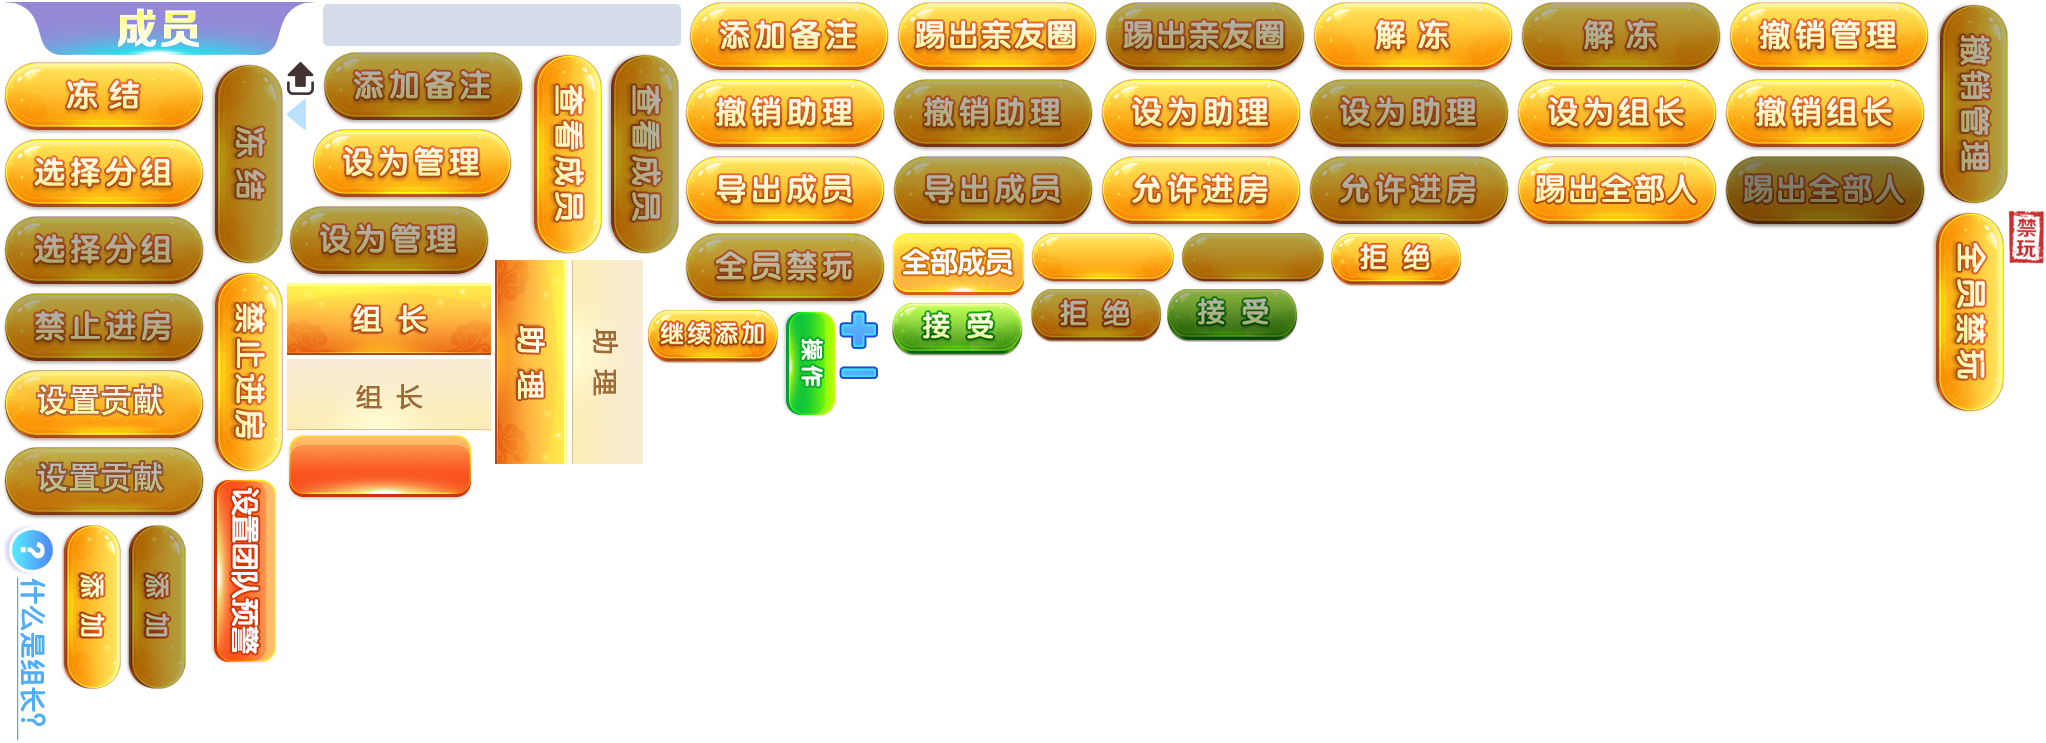 成员
添加备注
踢出亲友圈
踢出亲友圈
解冻
解冻
撤销管理
撤销管理
冻结
冻结
添加备注
查看成员
查看成员
撤销助理
撤销助理
设为助理
设为助理
设为组长
撤销组长
选择分组
设为管理
导出成员
导出成员
允许进房
允许进房
踢出全部人
踢出全部人
选择分组
设为管理
全员禁玩
全部成员
拒绝
禁玩
全员禁玩
禁止进房
禁止进房
组长
助理
助理
继续添加
操作
接受
拒绝
接受
设置贡献
组长
设置贡献
设置团队预警
添加
添加
?
什么是组长?